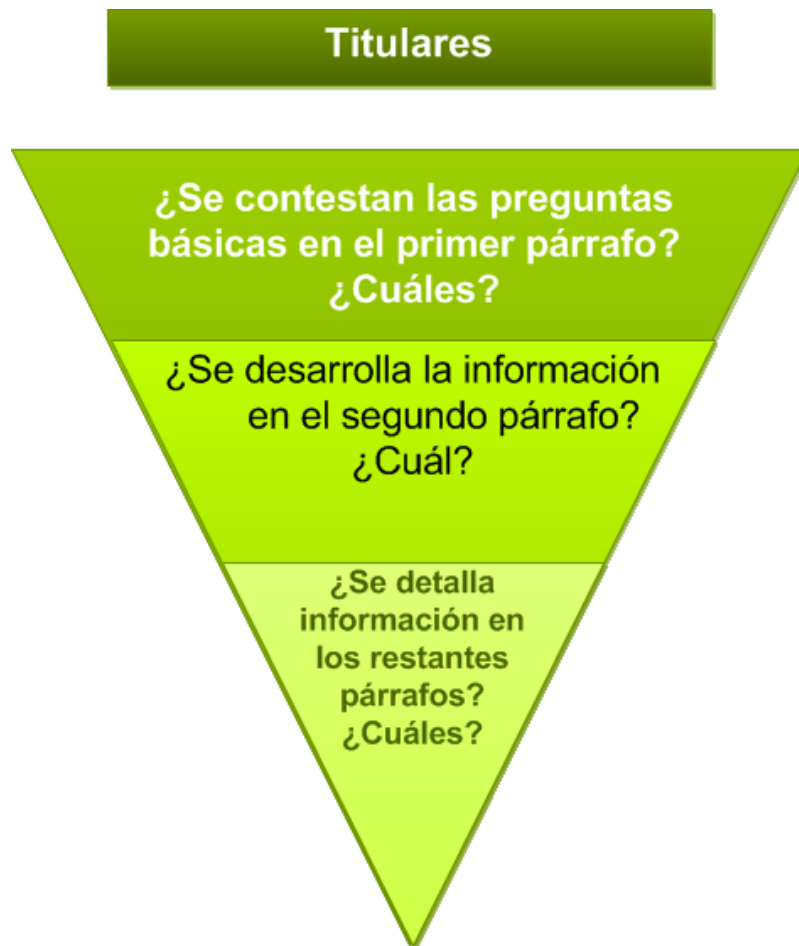 Titulares
¿Se contestan las preguntas
básicas en el primer párrafo?
¿Cuáles?
¿Se desarrolla la información
en el segundo párrafo?
¿Cuál?
¿Se detalla
información en
los restantes
párrafos?
¿Cuáles?